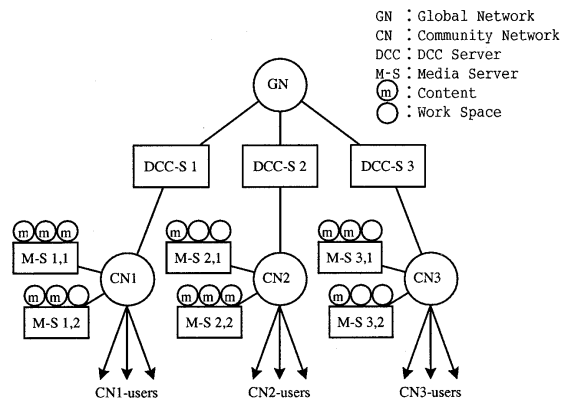 GN : Global Network
CN : Community Network
DCC : DCC Server
M-S : Media Server
m : Content
: Work Space
GN
DCC-S 1 DCC-S 2 DCC-S 3
m m m m m m
M-S 1,1 M-S 2,1 M-S 3,1
CN1 CN2 CN3
m m m m m m
M-S 1,2 M-S 2,2 M-S 3,2
CN1-users CN2-users CN3-users